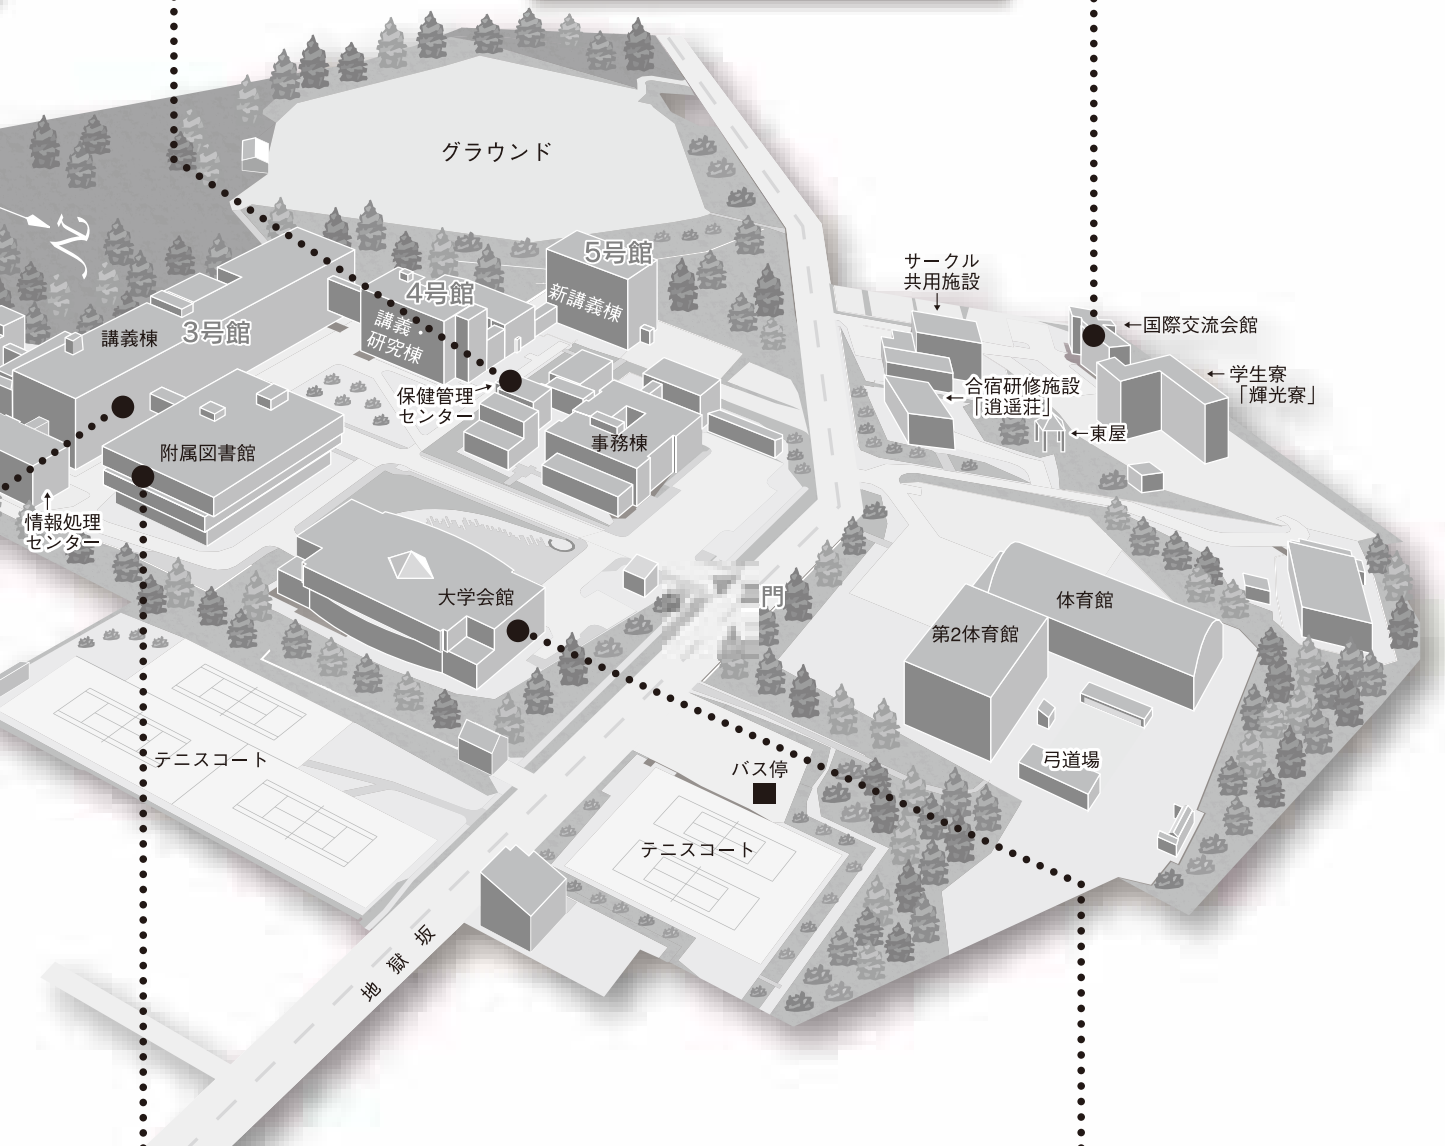 グラウンド
N
5号館
新講義棟
4号館
講義・
研究棟
3号館
講義棟
サークル
共用施設
←国際交流会館
←学生寮
「輝光寮」
←合宿研修施設
「逍遥荘」
←東屋
保健管理
センター
事務棟
附属図書館
情報処理
センター
大学会館
門
体育館
第2体育館
弓道場
テニスコート
バス停
テニスコート
地獄坂